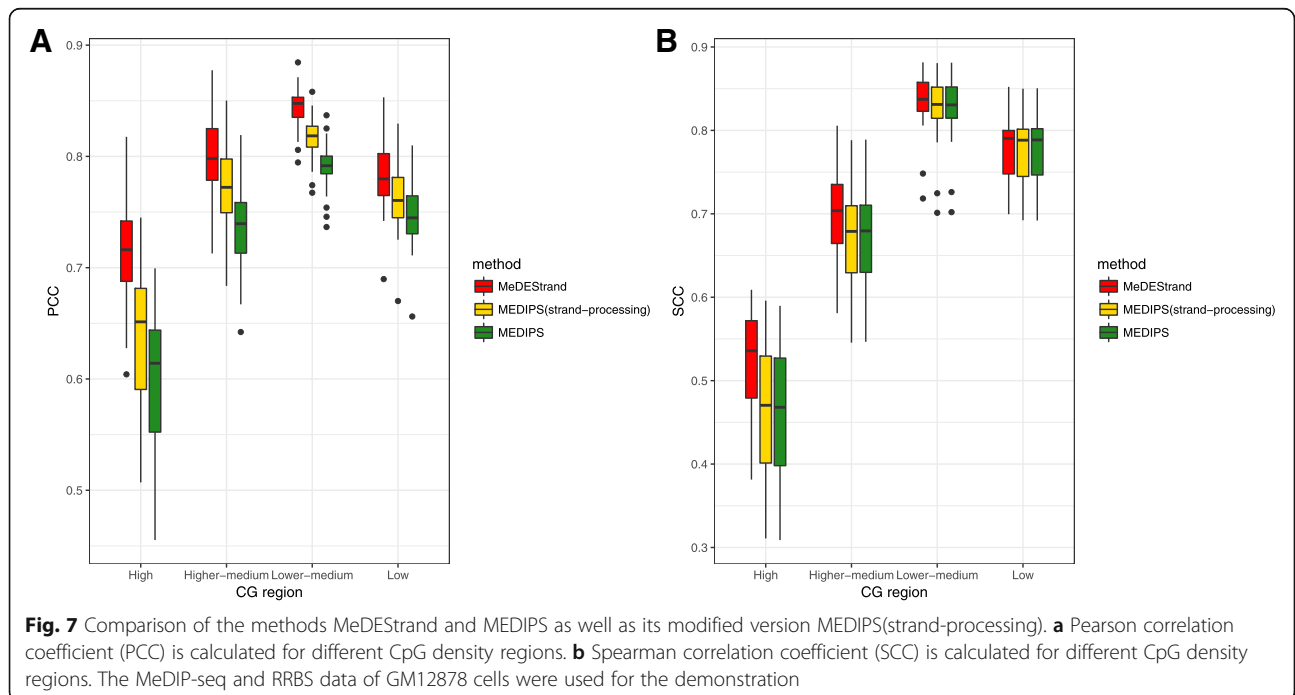 A
0.9
0.8
0.7
0.6
0.5
PCC
High
Higher−medium
Lower−medium
Low
CG region
method
MeDEStrand
MEDIPS(strand−processing)
MEDIPS
B
0.9
0.8
0.7
0.6
0.5
0.4
0.3
SCC
High
Higher−medium
Lower−medium
Low
CG region
method
MeDEStrand
MEDIPS(strand−processing)
MEDIPS
Fig. 7 Comparison of the methods MeDEStrand and MEDIPS as well as its modified version MEDIPS(strand-processing). a Pearson correlation
coefficient (PCC) is calculated for different CpG density regions. b Spearman correlation coefficient (SCC) is calculated for different CpG density
regions. The MeDIP-seq and RRBS data of GM12878 cells were used for the demonstration